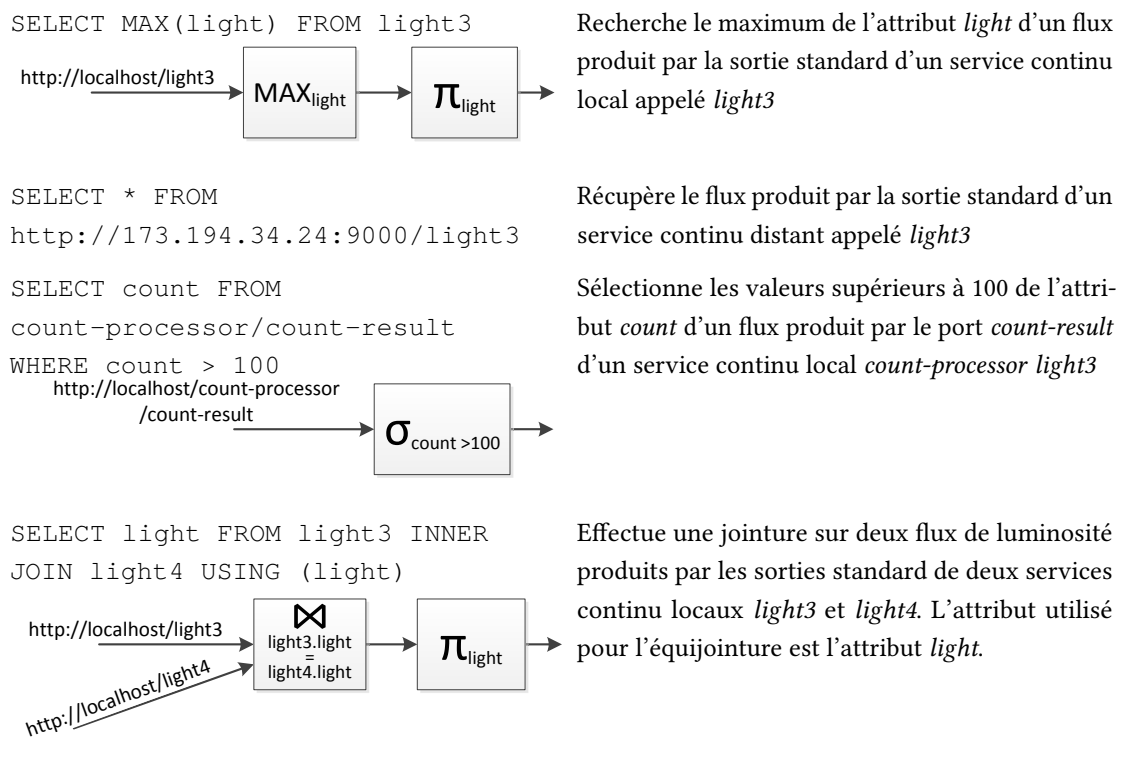 SELECT MAX(light) FROM light3
http://localhost/light3
MAXlight
πlight
Recherche le maximum de l'attribut light d'un flux
produit par la sortie standard d'un service continu
local appelé light3
SELECT * FROM
http://173.194.34.24:9000/light3
Récupère le flux produit par la sortie standard d'un
service continu distant appelé light3
SELECT count FROM
count-processor/count-result
WHERE count > 100
http://localhost/count-processor
/count-result
σcount >100
Sélectionne les valeurs supérieurs à 100 de l'attri-
but count d'un flux produit par le port count-result
d'un service continu local count-processor light3
SELECT light FROM light3 INNER
JOIN light4 USING (light)
http://localhost/light3
http://localhost/light4
⋈
light3.light
=
light4.light
πlight
Effectue une jointure sur deux flux de luminosité
produits par les sorties standard de deux services
continu locaux light3 et light4. L'attribut utilisé
pour l'équijointure est l'attribut light.